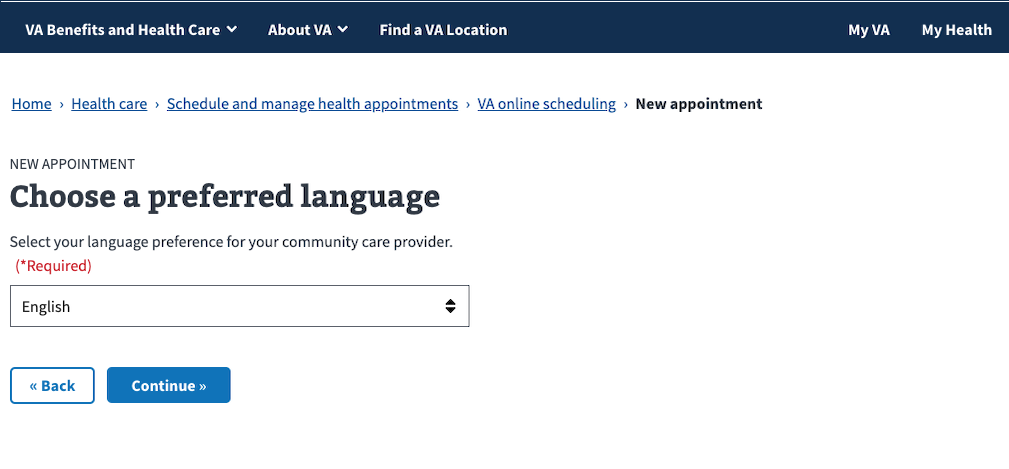 VA Benefits and Health Care About VA Find a VA Location My VA My Health
Home › Health care › Schedule and manage health appointments › VA online scheduling › New appointment
NEW APPOINTMENT
Choose a preferred language
Select your language preference for your community care provider.
(*Required)
English
« Back Continue »